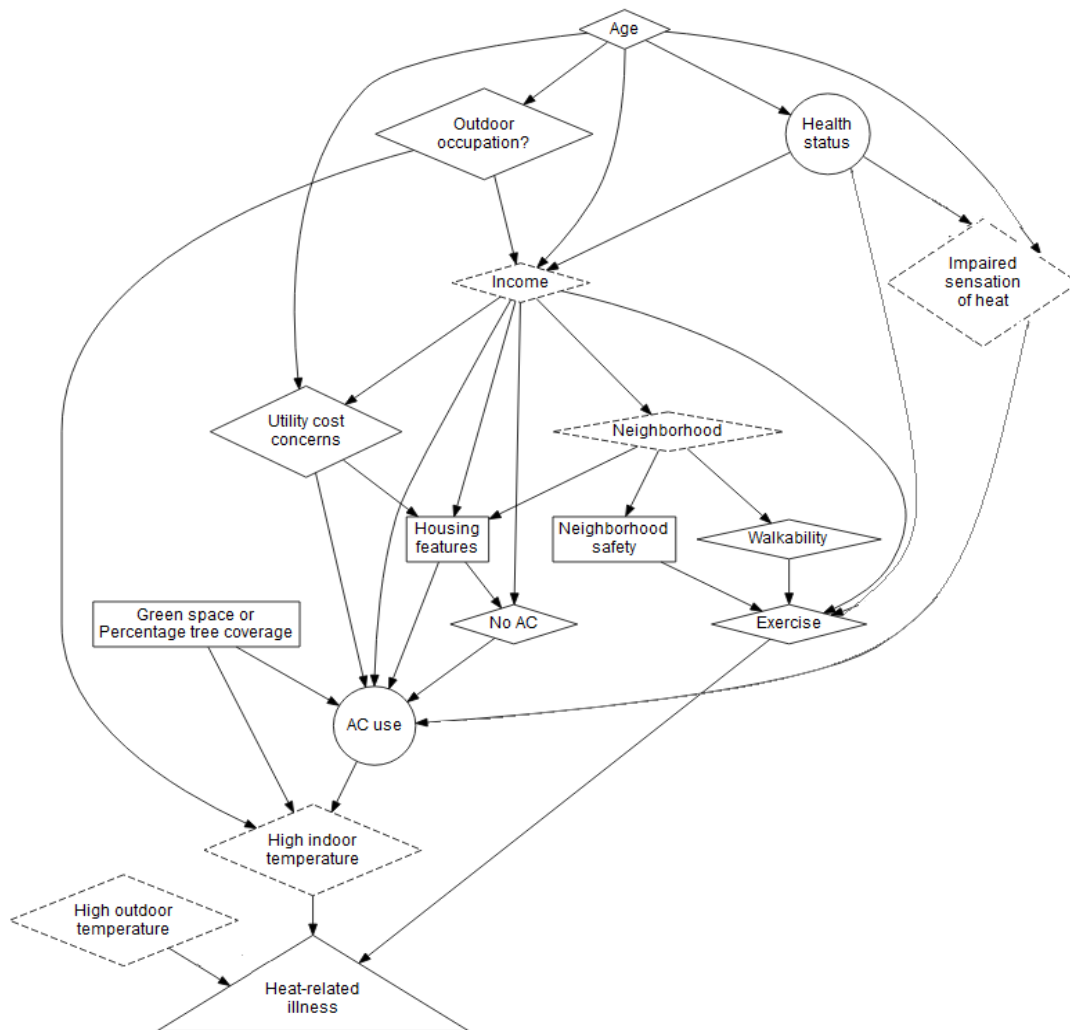 Age
Outdoor
occupation?
Health
status
Income
Impaired
sensation
of heat
Utility cost
concerns
Neighborhood
Housing
features
Neighborhood
safety
Walkability
Green space or
Percentage tree coverage
No AC
Exercise
AC use
High indoor
temperature
High outdoor
temperature
Heat-related
illness